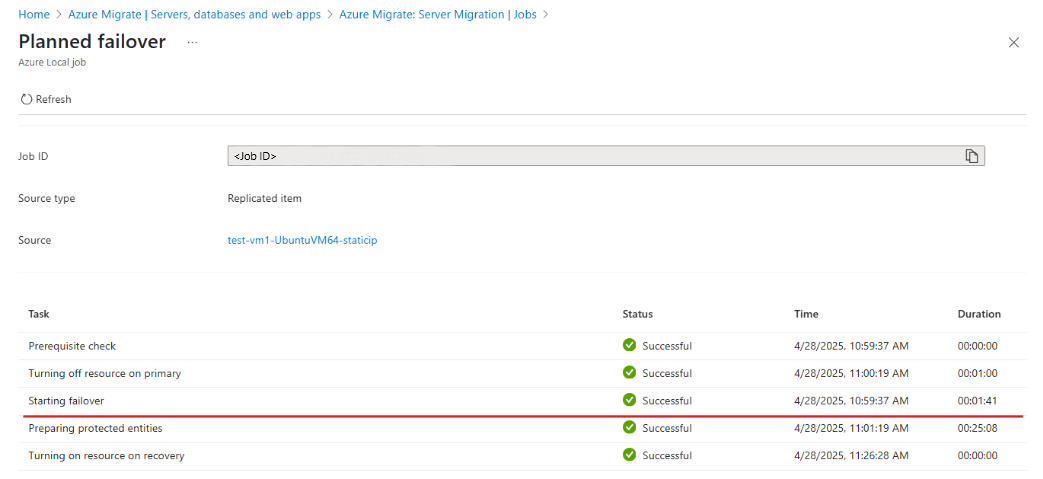 Home > Azure Migrate | Servers, databases and web apps > Azure Migrate: Server Migration | Jobs >
Planned failover ...
Azure Local job
Refresh
Job ID <Job ID>
Source type Replicated item
Source test-vm1-UbuntuVM64-staticip
Task Status Time Duration
Prerequisite check Successful 4/28/2025, 10:59:37 AM 00:00:00
Turning off resource on primary Successful 4/28/2025, 11:00:19 AM 00:01:00
Starting failover Successful 4/28/2025, 10:59:37 AM 00:01:41
Preparing protected entities Successful 4/28/2025, 11:01:19 AM 00:25:08
Turning on resource on recovery Successful 4/28/2025, 11:26:28 AM 00:00:00